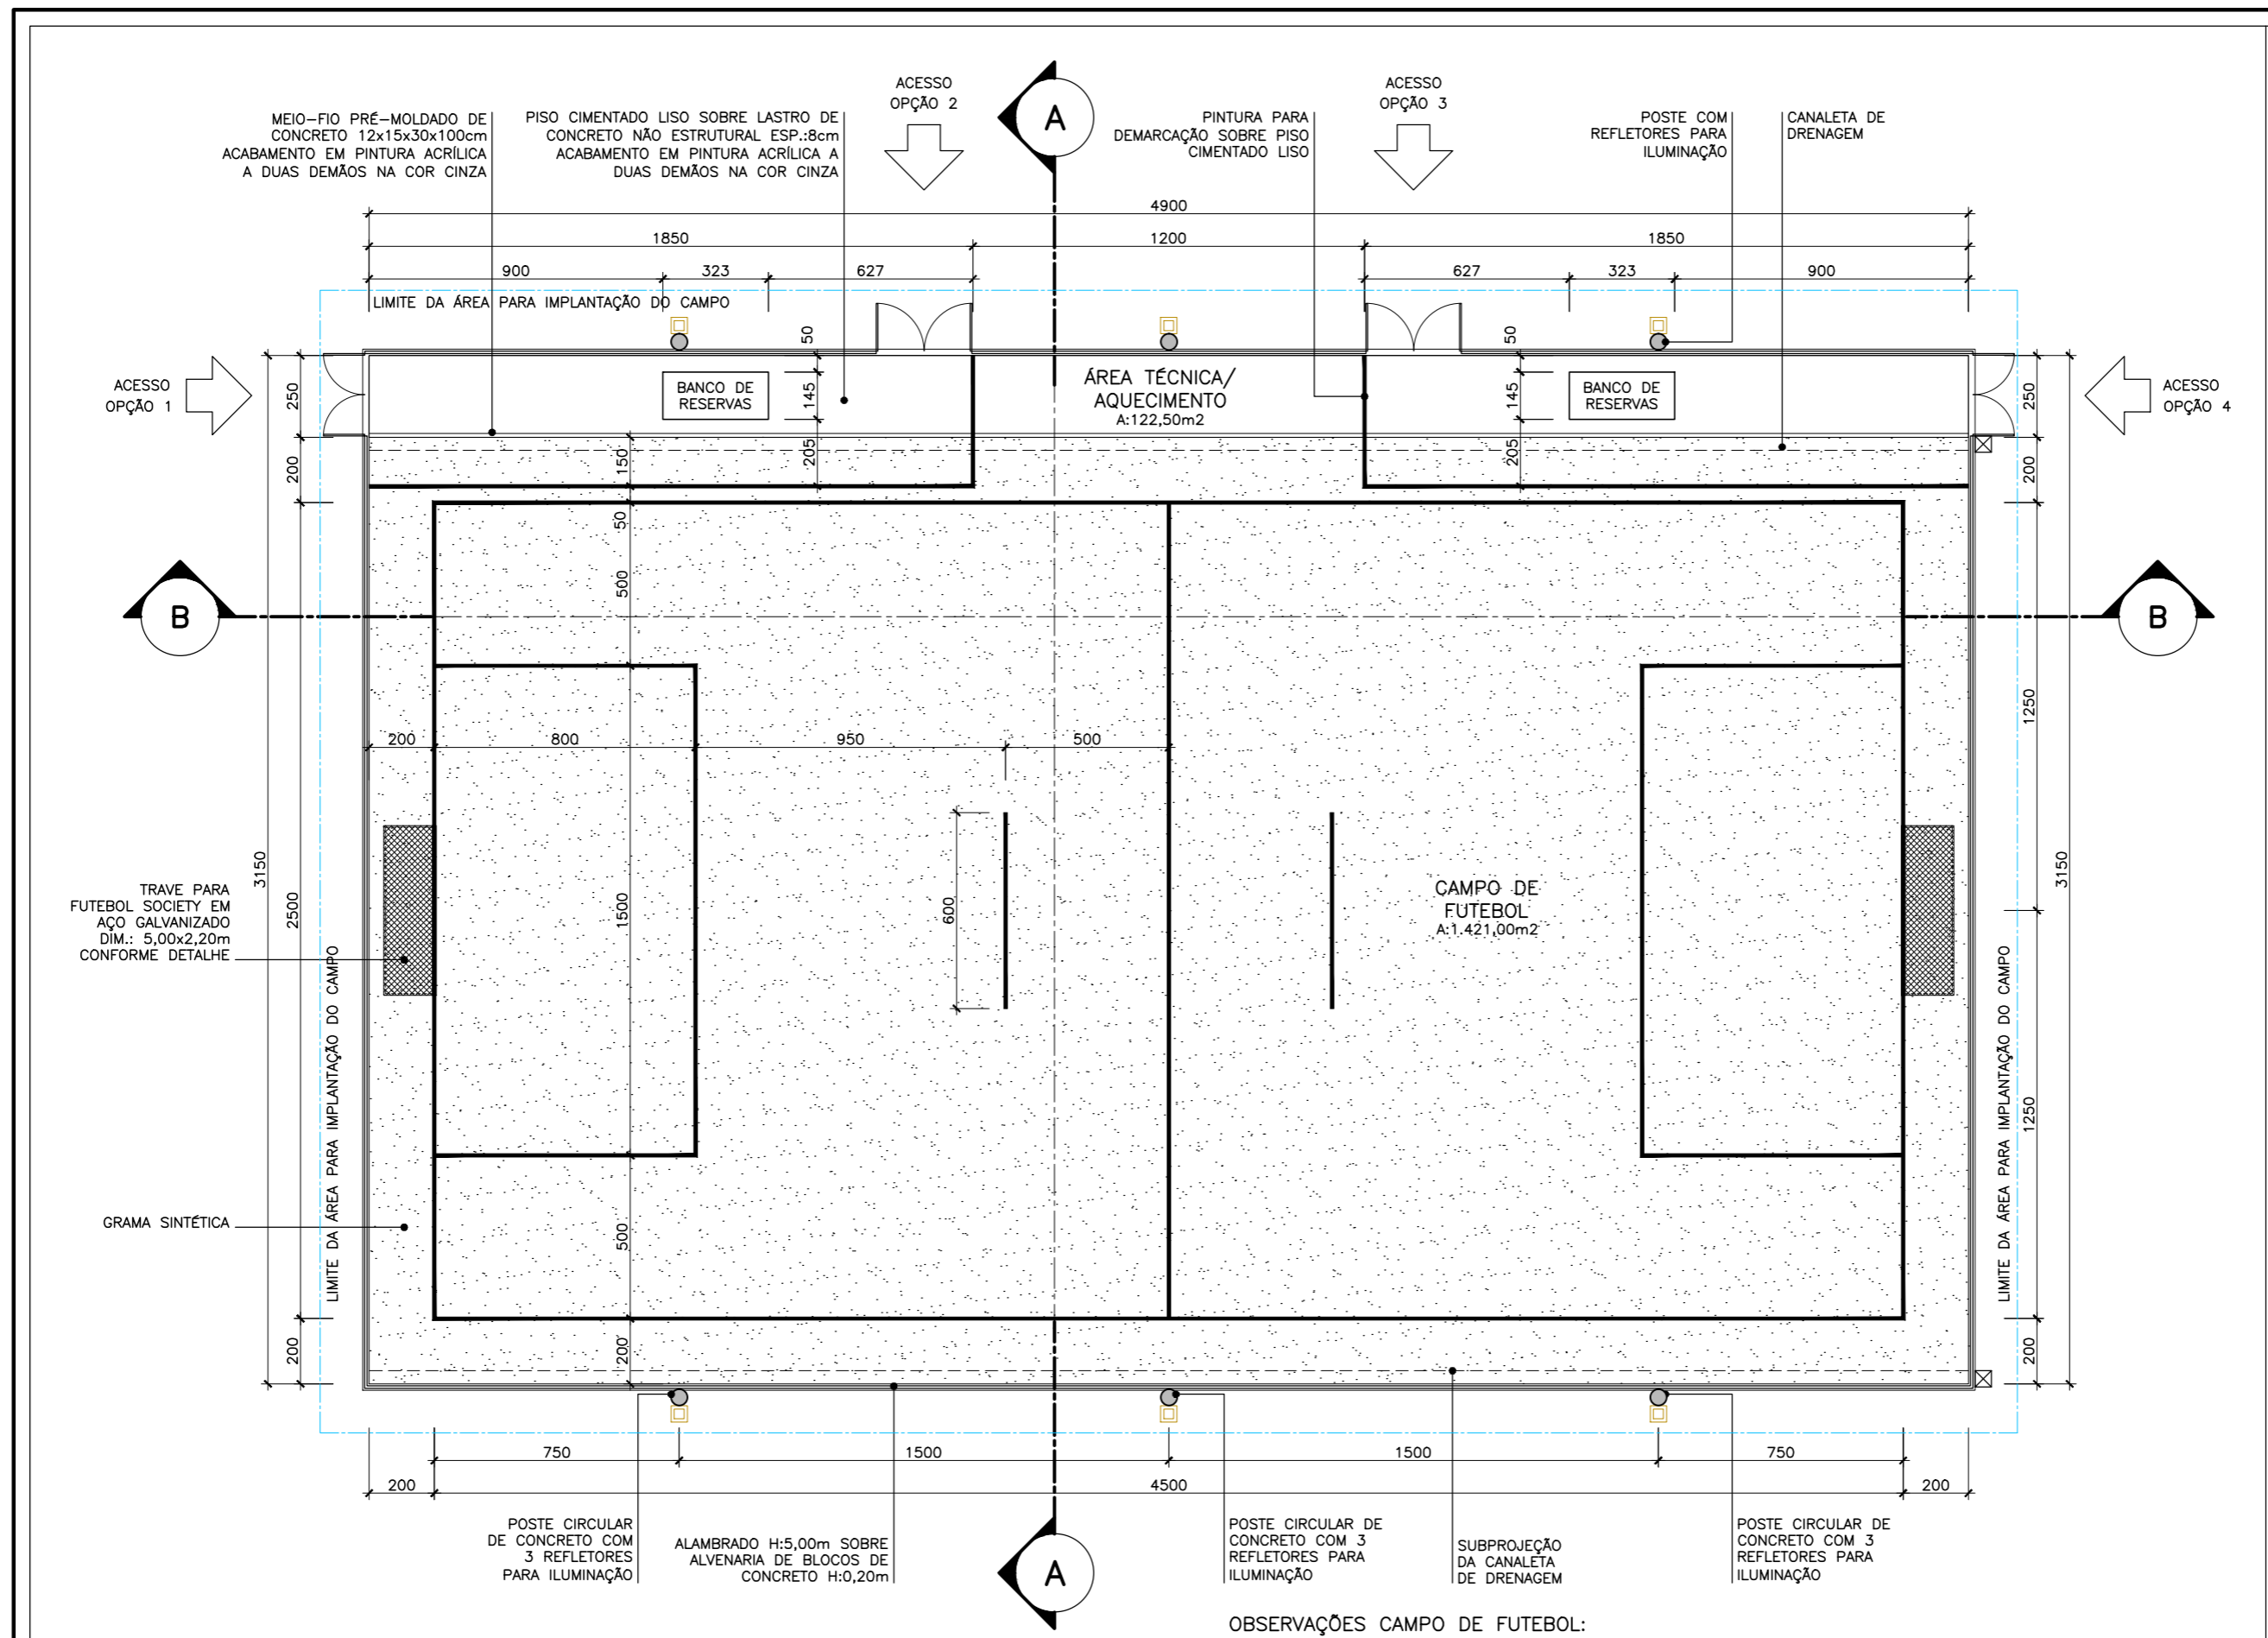 ACESSO
OPÇÃO 2
A
ACESSO
OPÇÃO 3
MEIO-FIO PRÉ-MOLDADO DE
CONCRETO 12x15x30x100cm
ACABAMENTO EM PINTURA ACRÍLICA
A DUAS DEMÃOS NA COR CINZA
PISO CIMENTADO LISO SOBRE LASTRO DE
CONCRETO NÃO ESTRUTURAL ESP.:8cm
ACABAMENTO EM PINTURA ACRÍLICA A
DUAS DEMÃOS NA COR CINZA
PINTURA PARA
DEMARCAÇÃO SOBRE PISO
CIMENTADO LISO
POSTE COM
REFLETORES PARA
ILUMINAÇÃO
CANALETA DE
DRENAGEM
4900
1850
1200
1850
900
323
627
627
323
900
LIMITE DA ÁREA PARA IMPLANTAÇÃO DO CAMPO
50
50
ACESSO
OPÇÃO 1
250
BANCO DE
RESERVAS
145
ÁREA TÉCNICA/
AQUECIMENTO
A:122,50m2
145
BANCO DE
RESERVAS
250
ACESSO
OPÇÃO 4
200
150
205
205
200
50
500
B
B
1250
200
800
950
500
3150
2500
TRAVE PARA
FUTEBOL SOCIETY EM
AÇO GALVANIZADO
DIM.: 5,00x2,20m
CONFORME DETALHE
1500
600
CAMPO DE
FUTEBOL
A:1.421,00m2
3150
LIMITE DA ÁREA PARA IMPLANTAÇÃO DO CAMPO
LIMITE DA ÁREA PARA IMPLANTAÇÃO DO CAMPO
1250
GRAMA SINTÉTICA
500
200
200
200
750
1500
1500
750
200
4500
200
POSTE CIRCULAR
DE CONCRETO COM
3 REFLETORES
PARA ILUMINAÇÃO
ALAMBRADO H:5,00m SOBRE
ALVENARIA DE BLOCOS DE
CONCRETO H:0,20m
A
POSTE CIRCULAR DE
CONCRETO COM 3
REFLETORES PARA
ILUMINAÇÃO
SUBPROJEÇÃO
DA CANALETA
DE DRENAGEM
POSTE CIRCULAR DE
CONCRETO COM 3
REFLETORES PARA
ILUMINAÇÃO
OBSERVAÇÕES CAMPO DE FUTEBOL: